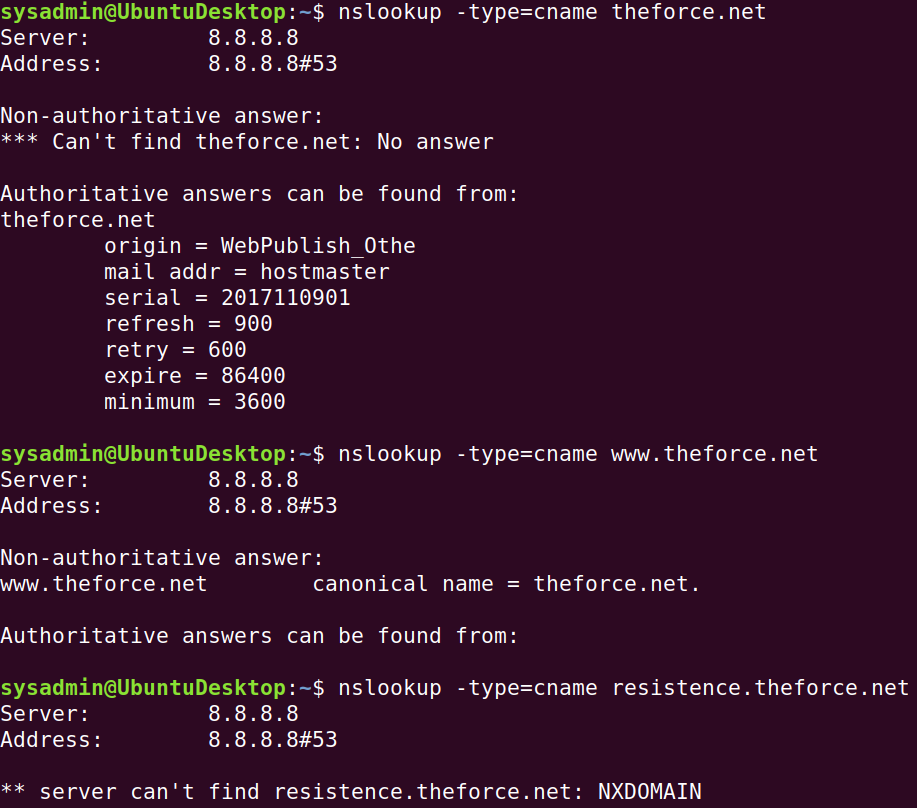 sysadmin@UbuntuDesktop:~$ nslookup -type=cname theforce.net
Server:         8.8.8.8
Address:        8.8.8.8#53
Non-authoritative answer:
*** Can't find theforce.net: No answer
Authoritative answers can be found from:
theforce.net
        origin = WebPublish_Othe
        mail addr = hostmaster
        serial = 2017110901
        refresh = 900
        retry = 600
        expire = 86400
        minimum = 3600
sysadmin@UbuntuDesktop:~$ nslookup -type=cname www.theforce.net
Server:         8.8.8.8
Address:        8.8.8.8#53
Non-authoritative answer:
www.theforce.net        canonical name = theforce.net.
Authoritative answers can be found from:
sysadmin@UbuntuDesktop:~$ nslookup -type=cname resistence.theforce.net
Server:         8.8.8.8
Address:        8.8.8.8#53
** server can't find resistence.theforce.net: NXDOMAIN